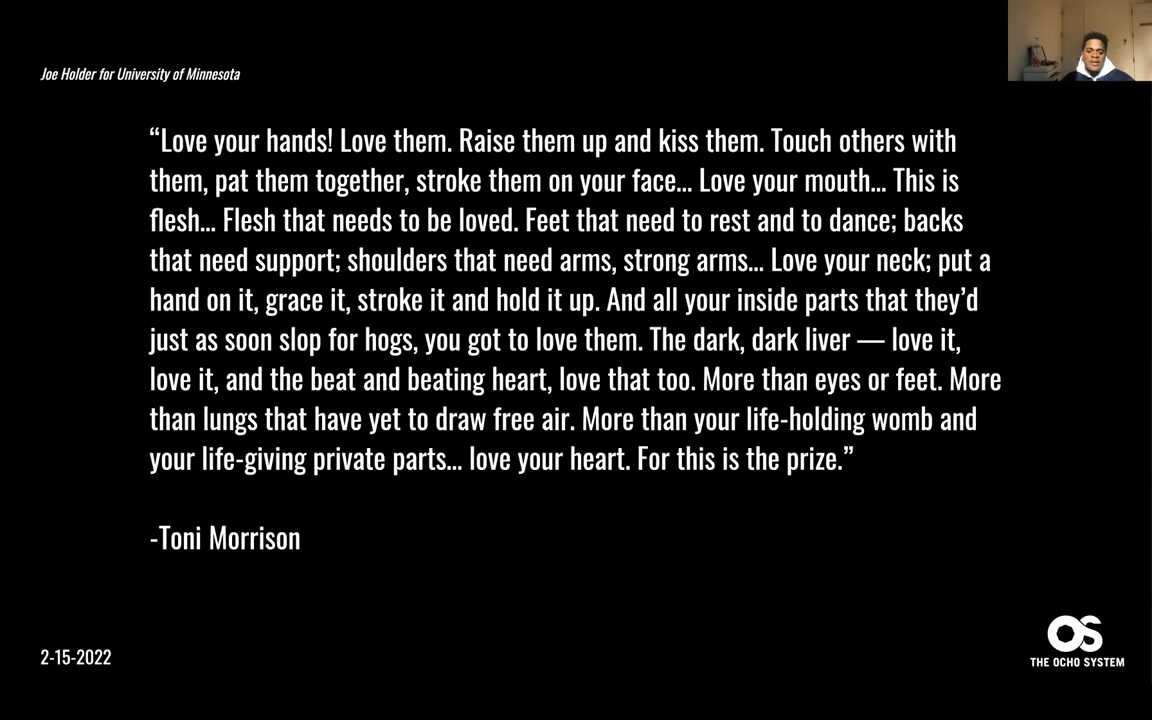 Joe Holder for University of Minnesota
“Love your hands! Love them. Raise them up and kiss them. Touch others with
them, pat them together, stroke them on your face... Love your mouth... This is
flesh... Flesh that needs to be loved. Feet that need to rest and to dance; backs
that need support; shoulders that need arms, strong arms... Love your neck; put a
hand on it, grace it, stroke it and hold it up. And all your inside parts that they’d
just as soon slop for hogs, you got to love them. The dark, dark liver — love it,
love it, and the beat and beating heart, love that too. More than eyes or feet. More
than lungs that have yet to draw free air. More than your life-holding womb and
your life-giving private parts... love your heart. For this is the prize.”
-Toni Morrison
2-15-2022
OS
THE OCHO SYSTEM